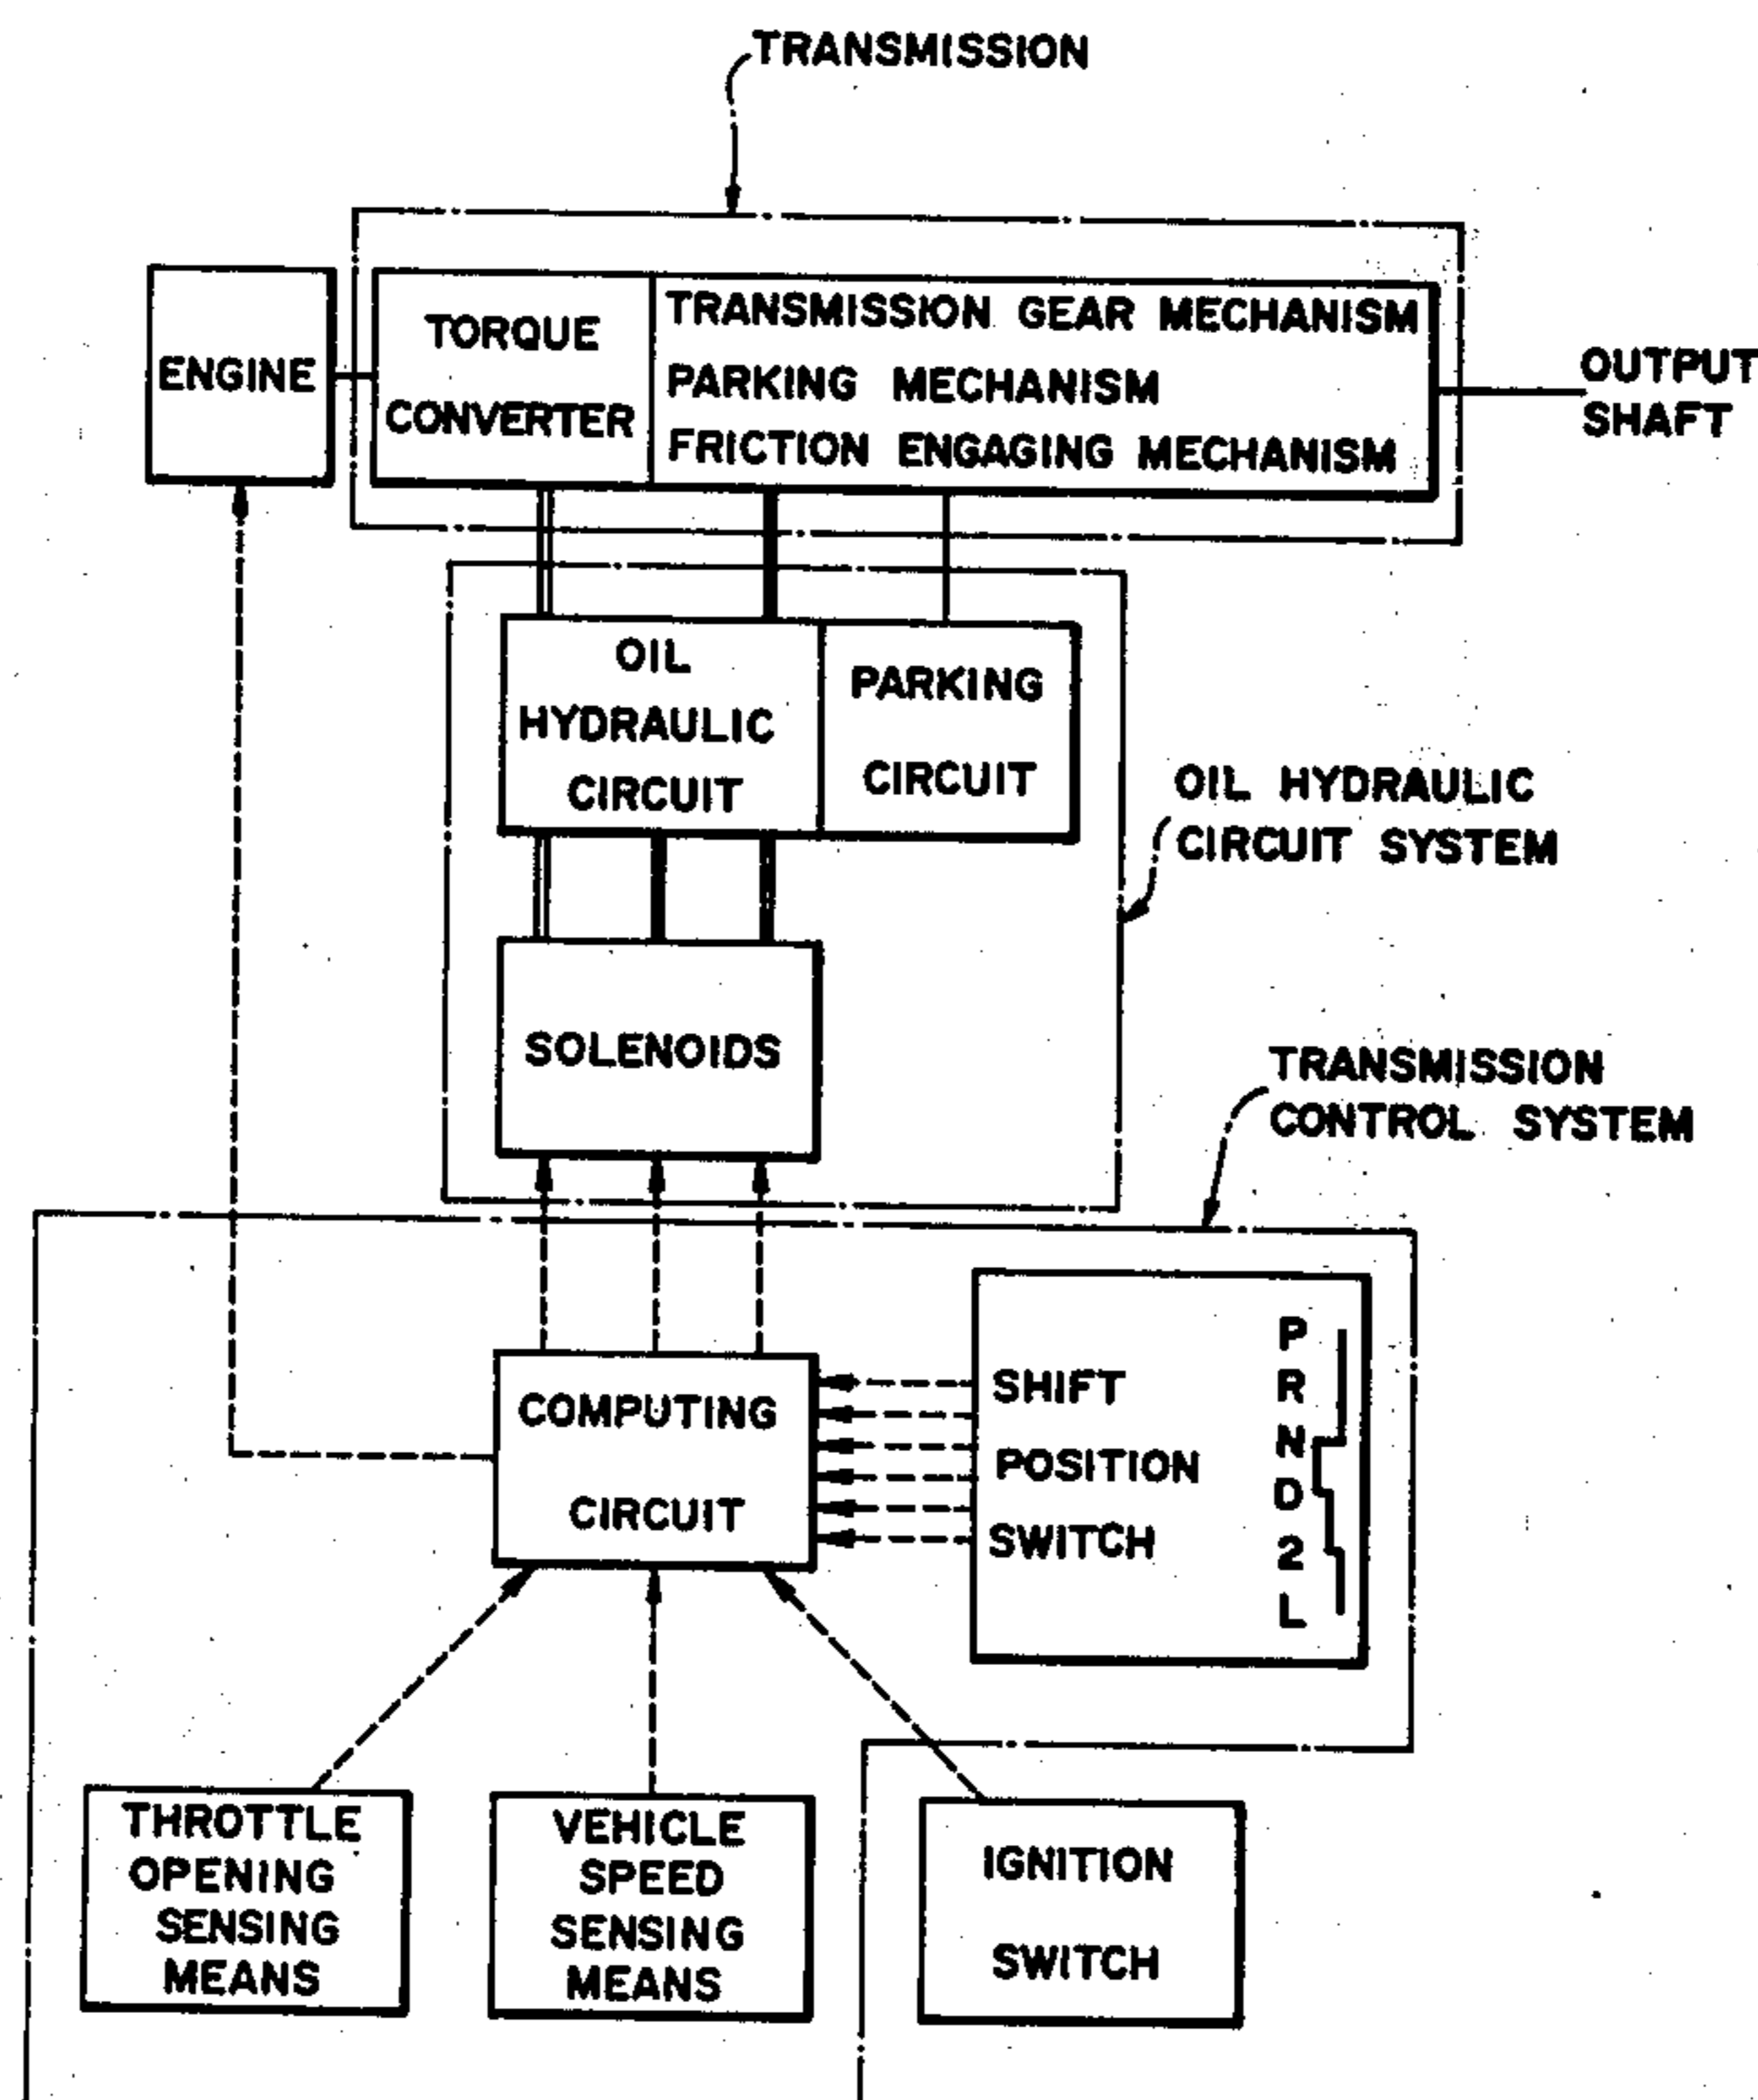 TRANSMISSION
ENGINE
TORQUE
CONVERTER
TRANSMISSION GEAR MECHANISM
PARKING MECHANISM
FRICTION ENGAGING MECHANISM
OUTPUT
SHAFT
OIL
HYDRAULIC
CIRCUIT
PARKING
CIRCUIT
OIL HYDRAULIC
CIRCUIT SYSTEM
SOLENOIDS
TRANSMISSION
CONTROL SYSTEM
COMPUTING
CIRCUIT
SHIFT
POSITION
SWITCH
P
R
N
D
2
L
THROTTLE
OPENING
SENSING
MEANS
VEHICLE
SPEED
SENSING
MEANS
IGNITION
SWITCH